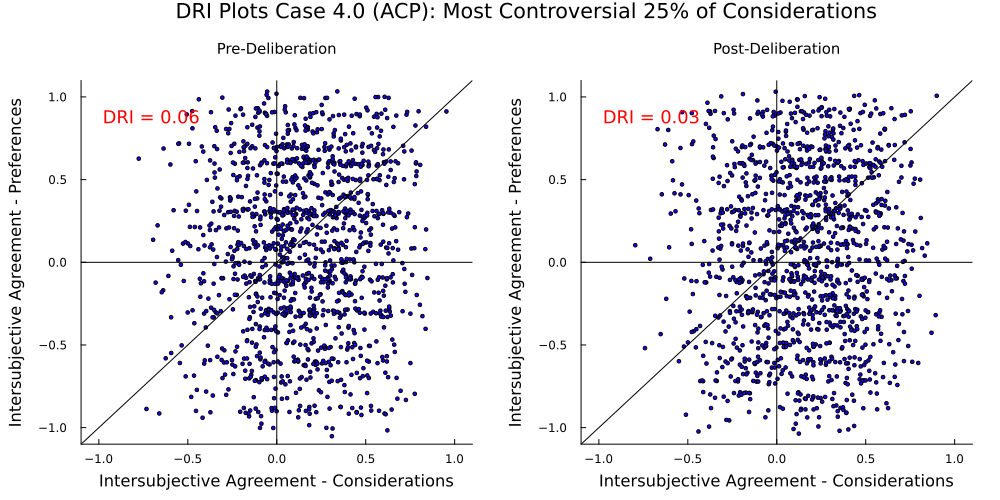 DRI Plots Case 4.0 (ACP): Most Controversial 25% of Considerations
Pre-Deliberation
DRI = 0.06
Intersubjective Agreement - Preferences
1.0
0.5
0.0
−0.5
−1.0
−1.0 −0.5 0.0 0.5 1.0
Intersubjective Agreement - Considerations
Post-Deliberation
DRI = 0.03
Intersubjective Agreement - Preferences
1.0
0.5
0.0
−0.5
−1.0
−1.0 −0.5 0.0 0.5 1.0
Intersubjective Agreement - Considerations